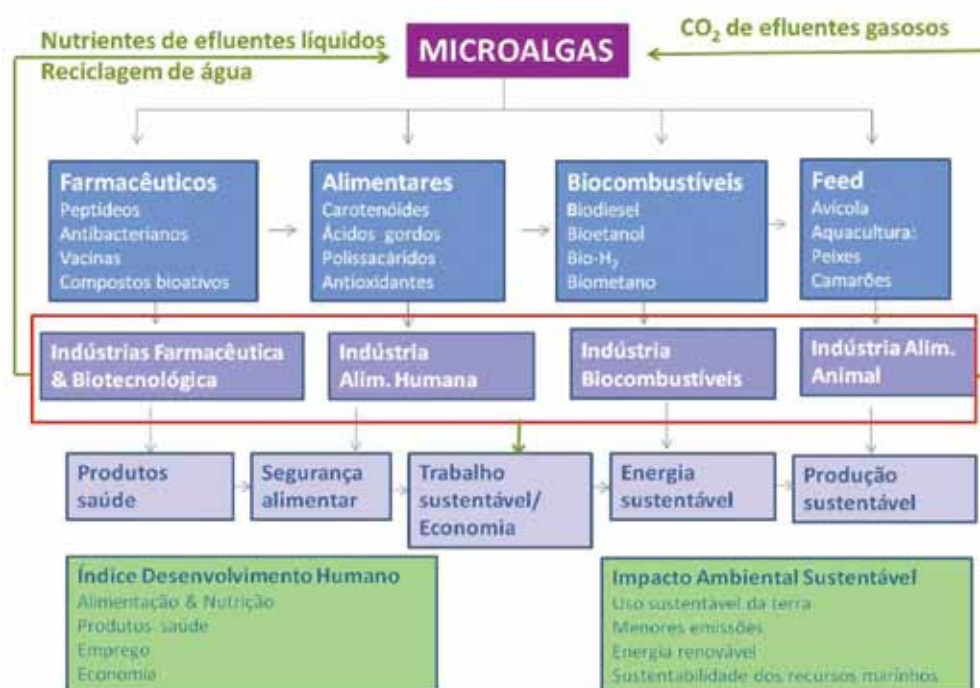 Nutrientes de efluentes líquidos
Reciclagem de água
MICROALGAS
CO₂ de efluentes gasosos
Farmacêuticos
Peptídeos
Antibacterianos
Vacinas
Compostos bioativos
Alimentares
Carotenóides
Ácidos gordos
Polissacáridos
Antioxidantes
Biocombustíveis
Biodiesel
Bioetanol
Bio-H₂
Biometano
Feed
Avícola
Aquacultura:
Peixes
Camarões
Indústrias Farmacêutica
& Biotecnológica
Indústria
Alim. Humana
Indústria
Biocombustíveis
Indústria Alim.
Animal
Produtos
saúde
Segurança
alimentar
Trabalho
sustentável/
Economia
Energia
sustentável
Produção
sustentável
Índice Desenvolvimento Humano
Alimentação & Nutrição
Produtos saúde
Emprego
Economia
Impacto Ambiental Sustentável
Uso sustentável da terra
Menores emissões
Energia renovável
Sustentabilidade dos recursos marinhos